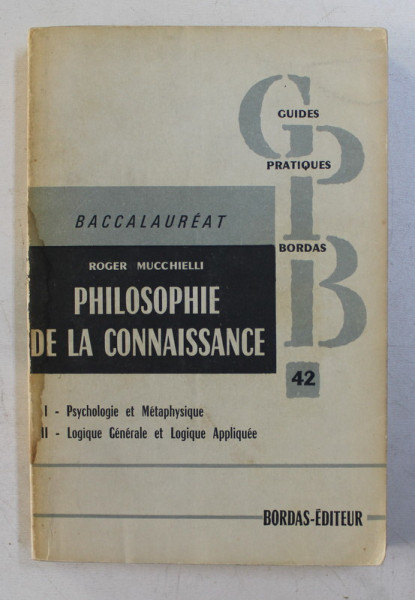 GPB
GUIDES
PRATIQUES
BORDAS
BACCALAURÉAT
ROGER MUCCHIELLI
PHILOSOPHIE
DE LA CONNAISSANCE
42
I - Psychologie et Métaphysique
II - Logique Générale et Logique Appliquée
BORDAS-ÉDITEUR